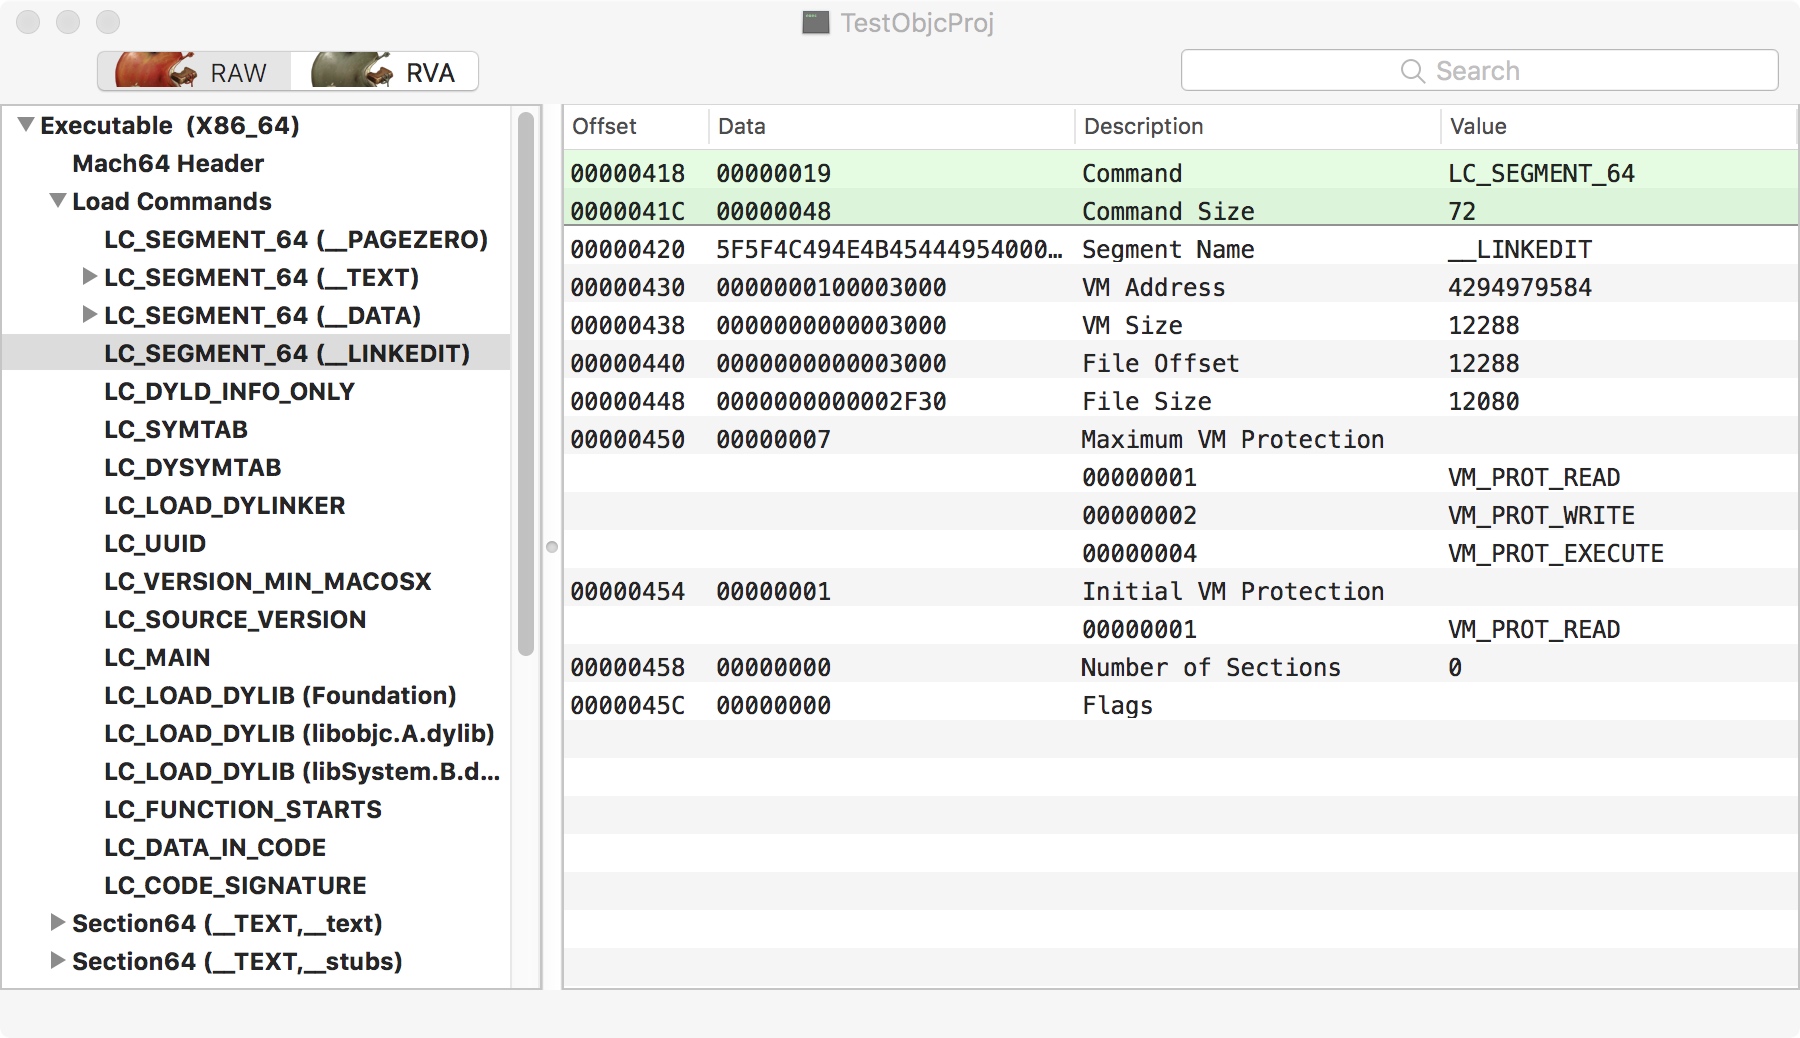 TestObjcProj
RAW RVA Search
Executable (X86_64)
Mach64 Header
Load Commands
LC_SEGMENT_64 (__PAGEZERO)
LC_SEGMENT_64 (__TEXT)
LC_SEGMENT_64 (__DATA)
LC_SEGMENT_64 (__LINKEDIT)
LC_DYLD_INFO_ONLY
LC_SYMTAB
LC_DYSYMTAB
LC_LOAD_DYLINKER
LC_UUID
LC_VERSION_MIN_MACOSX
LC_SOURCE_VERSION
LC_MAIN
LC_LOAD_DYLIB (Foundation)
LC_LOAD_DYLIB (libobjc.A.dylib)
LC_LOAD_DYLIB (libSystem.B.d...
LC_FUNCTION_STARTS
LC_DATA_IN_CODE
LC_CODE_SIGNATURE
Section64 (__TEXT,__text)
Section64 (__TEXT,__stubs)
Offset Data Description Value
00000418 00000019 Command LC_SEGMENT_64
0000041C 00000048 Command Size 72
00000420 5F5F4C494E4B45444954000... Segment Name __LINKEDIT
00000430 0000000100003000 VM Address 4294979584
00000438 0000000000003000 VM Size 12288
00000440 0000000000003000 File Offset 12288
00000448 0000000000002F30 File Size 12080
00000450 00000007 Maximum VM Protection
00000001 VM_PROT_READ
00000002 VM_PROT_WRITE
00000004 VM_PROT_EXECUTE
00000454 00000001 Initial VM Protection
00000001 VM_PROT_READ
00000458 00000000 Number of Sections 0
0000045C 00000000 Flags